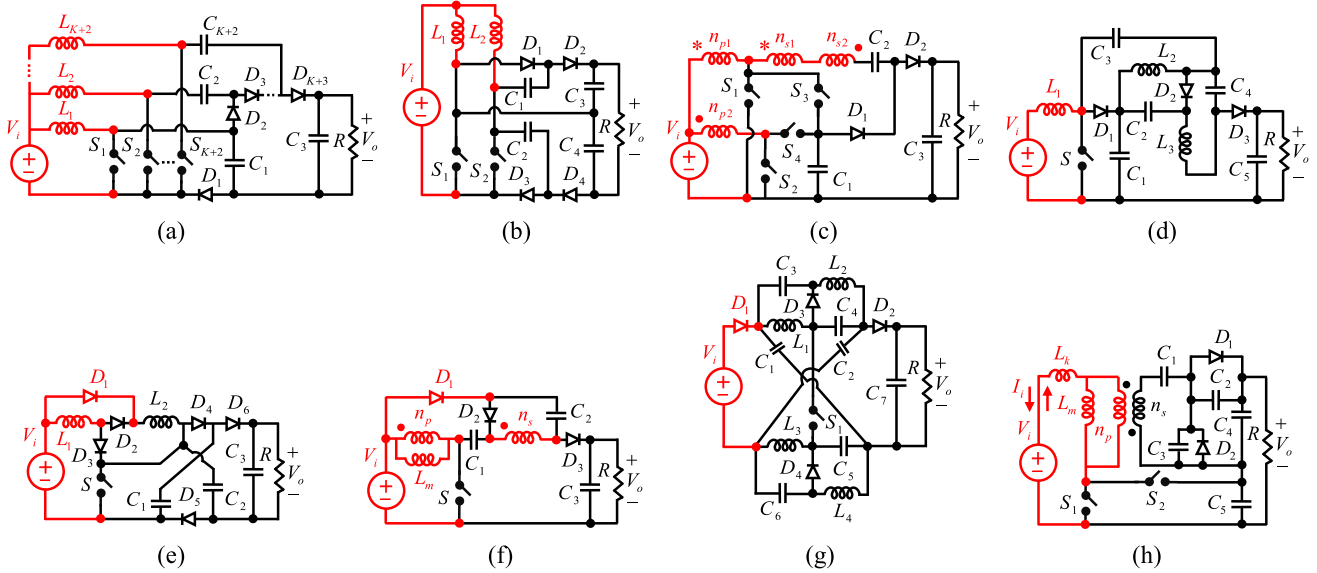 L_{K+2}
C_{K+2}
L_2
C_2
D_3
D_{K+3}
L_1
D_2
V_i
S_1
S_2
S_{K+2}
C_1
C_3
R
+
V_o
−
D_1
(a)
L_1
L_2
D_1
D_2
V_i
C_1
C_3
C_2
R
+
V_o
−
C_4
S_1
S_2
D_3
D_4
(b)
* n_{p1}
* n_{s1}
n_{s2}
C_2
D_2
S_1
S_3
n_{p2}
D_1
V_i
S_4
S_2
C_1
C_3
R
+
V_o
−
(c)
C_3
L_2
L_1
D_2
C_4
D_1
C_2
D_3
V_i
L_3
S
C_1
C_5
R
+
V_o
−
(d)
D_1
L_2
D_4
D_6
V_i
L_1
D_2
D_3
S
C_1
D_5
C_2
C_3
R
+
V_o
−
(e)
D_1
n_p
D_2
n_s
C_2
V_i
L_m
C_1
D_3
S
C_3
R
+
V_o
−
(f)
C_3
L_2
D_1
D_3
C_4
D_2
V_i
L_1
C_1
C_2
C_7
R
+
V_o
−
L_3
S_1
D_4
C_5
C_6
L_4
(g)
L_k
C_1
D_1
I_i
L_m
n_p
n_s
C_2
V_i
C_3
D_2
C_4
R
+
V_o
−
S_1
S_2
C_5
(h)